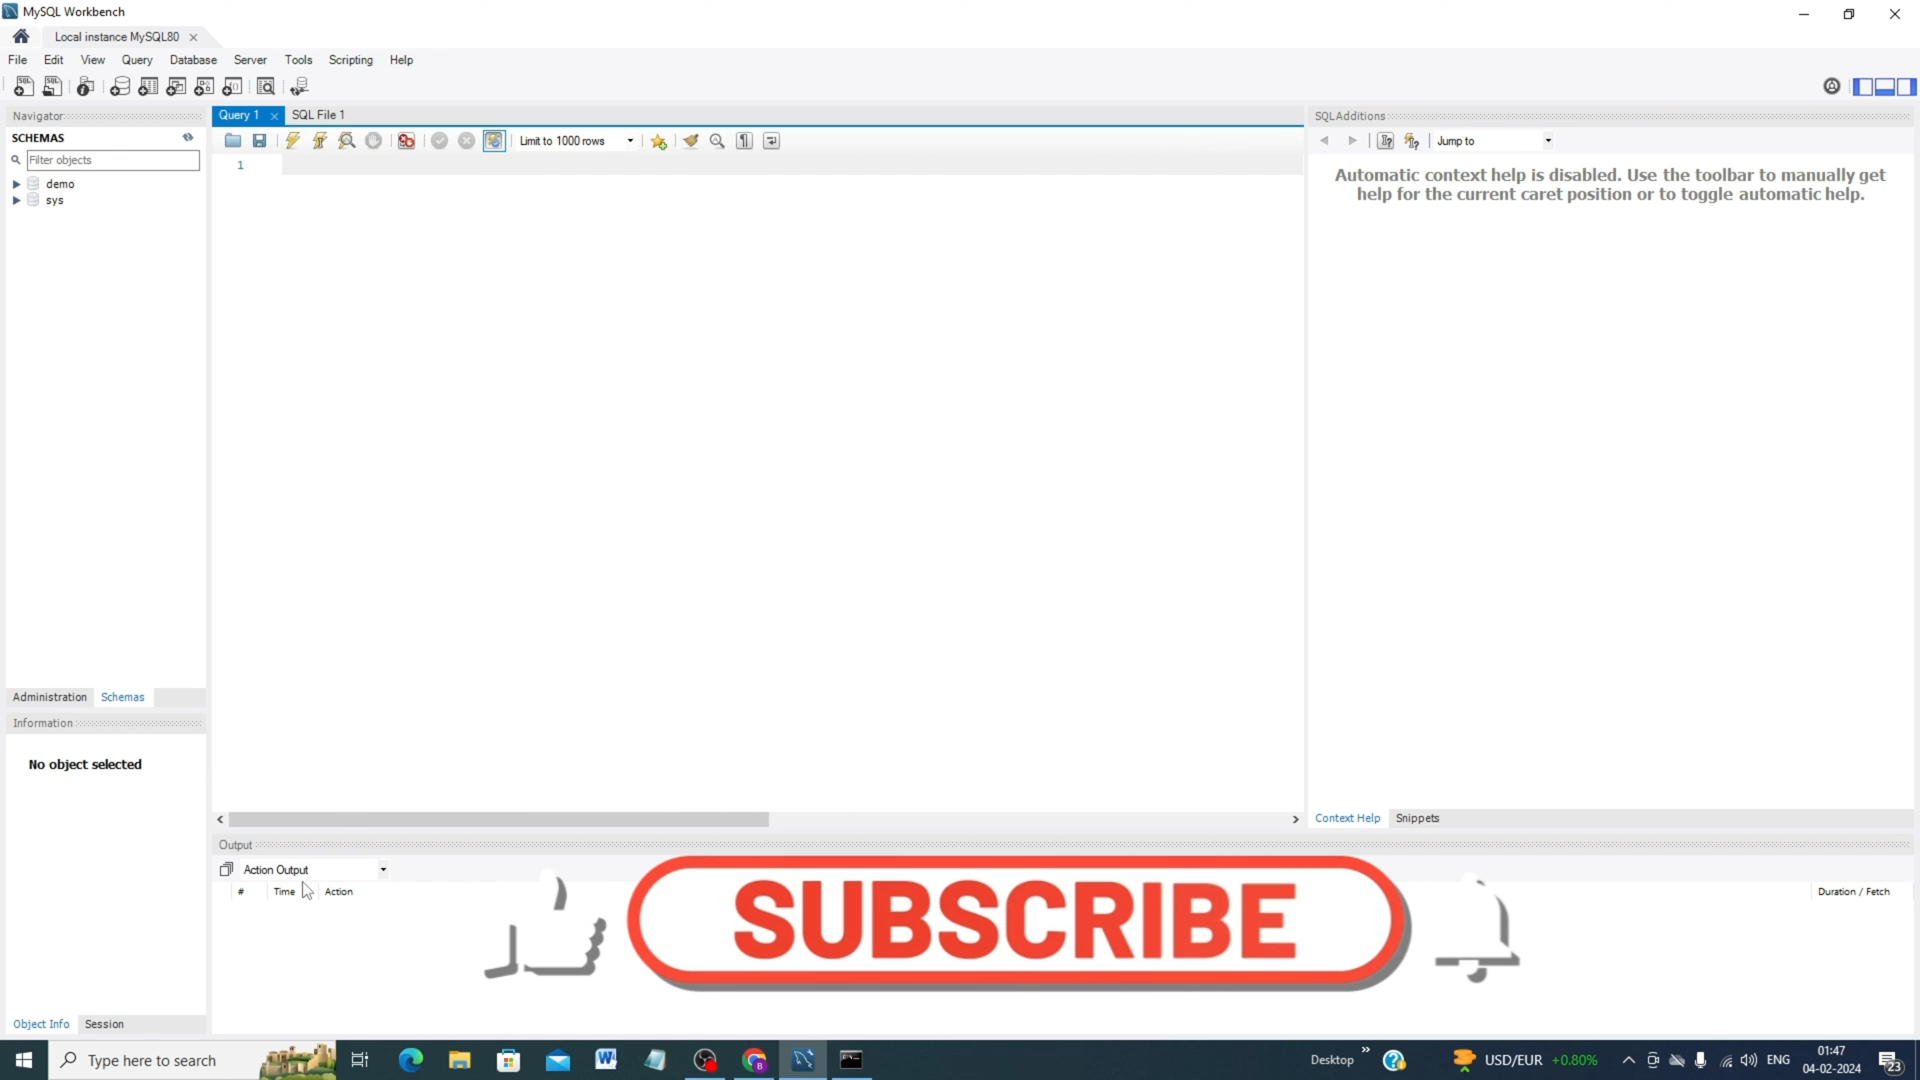 MySQL Workbench
Local instance MySQL80
File Edit View Query Database Server Tools Scripting Help
Navigator
SCHEMAS
Filter objects
demo
sys
Query 1
SQL File 1
Limit to 1000 rows
1
SQLAdditions
Jump to
Automatic context help is disabled. Use the toolbar to manually get
help for the current caret position or to toggle automatic help.
Administration Schemas
Information
No object selected
Context Help Snippets
Output
Action Output
# Time Action Duration / Fetch
SUBSCRIBE
Object Info Session
Type here to search
Desktop
USD/EUR +0.80%
ENG
01:47
04-02-2024
23